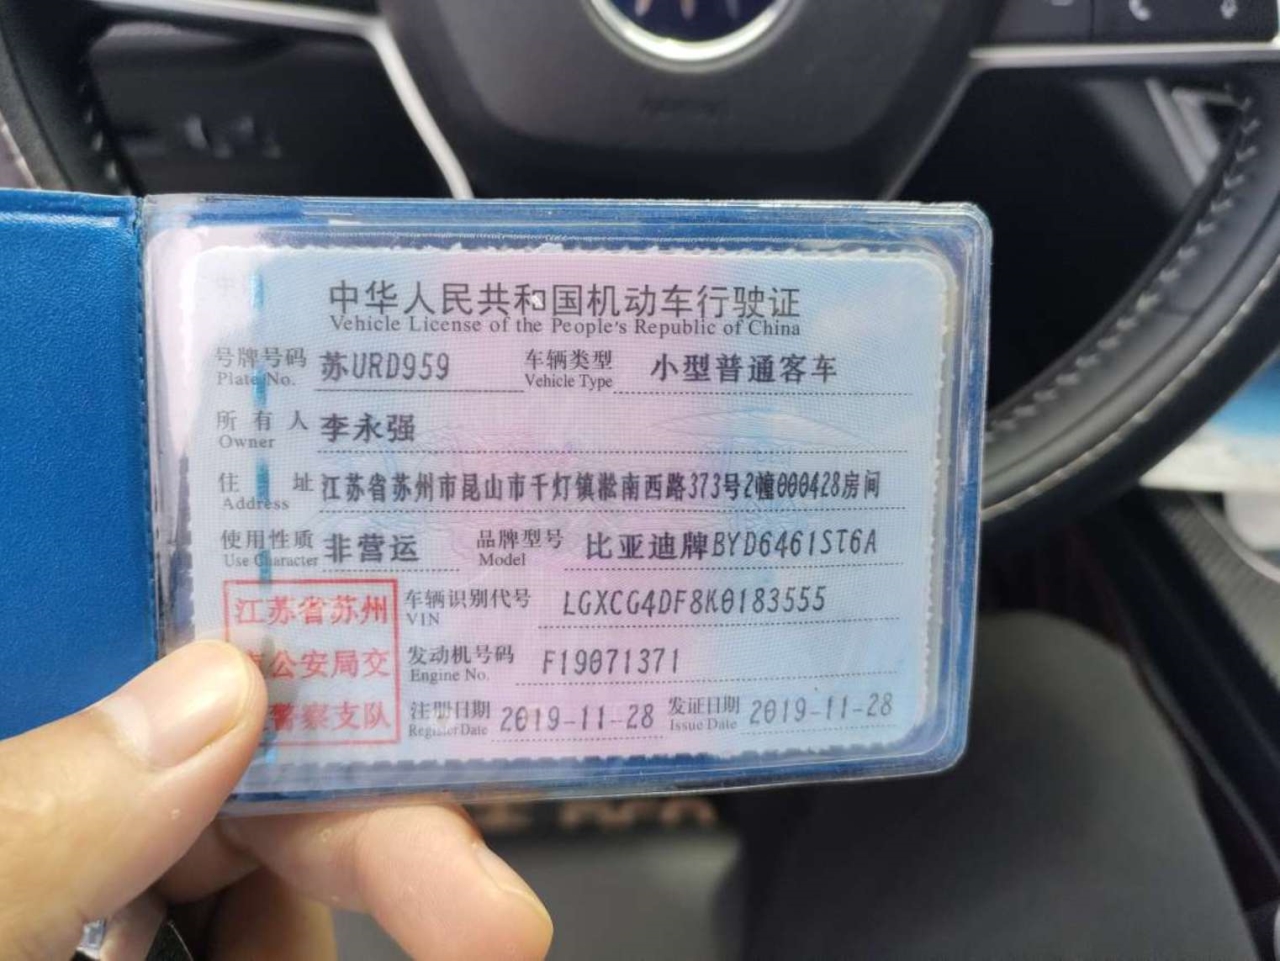 中华人民共和国机动车行驶证
Vehicle License of the People's Republic of China
号牌号码 苏URD959 车辆类型 小型普通客车
Plate No. Vehicle Type
所有人 李永强
Owner
住址 江苏省苏州市昆山市千灯镇淞南西路373号2幢000428房间
Address
使用性质 非营运 品牌型号 比亚迪牌BYD6461ST6A
Use Character Model
江苏省苏州
公安局交
警察支队
车辆识别代号 LGXCG4DF8K0183555
VIN
发动机号码 F19071371
Engine No.
注册日期 2019-11-28 发证日期 2019-11-28
Register Date Issue Date